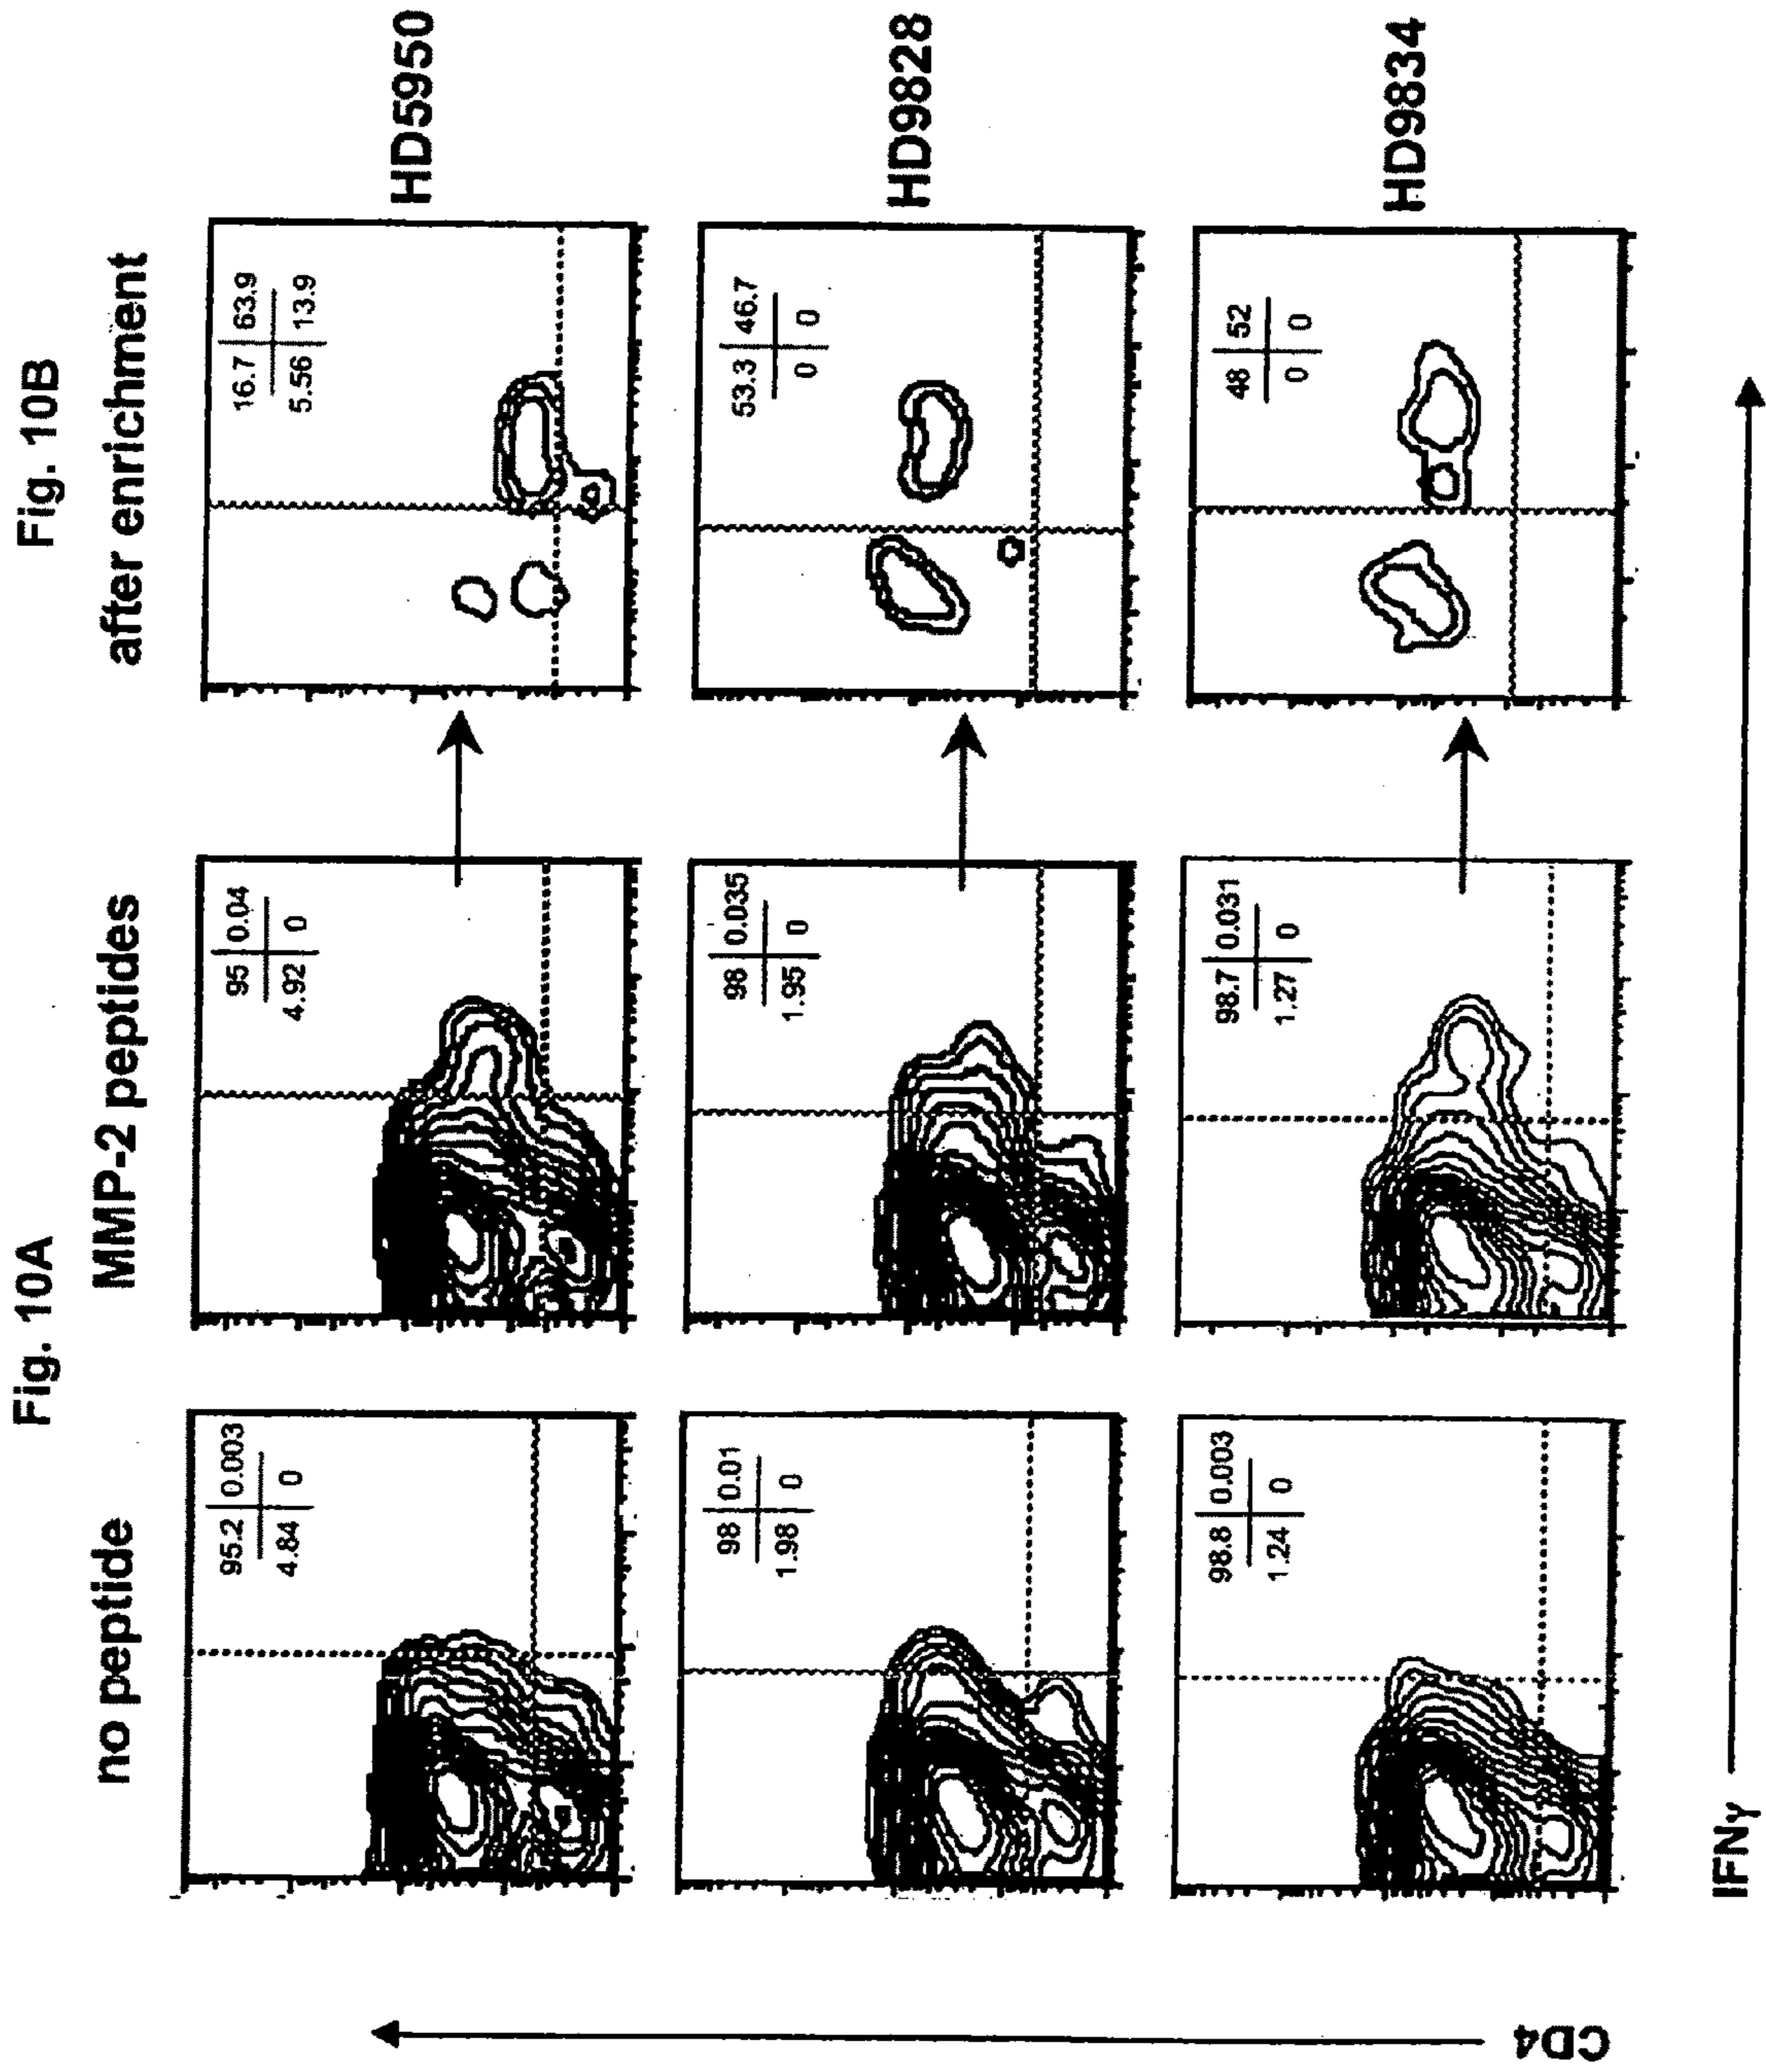 Fig. 10A
Fig. 10B
no peptide
MMP-2 peptides
after enrichment
95.2 0.003
4.84 0
95 0.04
4.92 0
16.7 63.9
5.56 13.9
HD5950
98 0.01
1.98 0
98 0.035
1.95 0
53.3 46.7
0 0
HD9828
98.8 0.003
1.24 0
98.7 0.031
1.27 0
48 52
0 0
HD9834
CD4
IFNγ